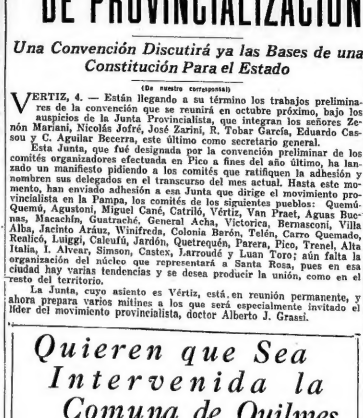 DE PROVINCIALIZACION
Una Convención Discutirá ya las Bases de una
Constitución Para el Estado
(De nuestro corresponsal)
VERTIZ, 4. — Están llegando a su término los trabajos prelimina-
res de la convención que se reunirá en octubre próximo, bajo los
auspicios de la Junta Provincialista, que integran los señores Ze-
nón Mariani, Nicolás Jofré, José Zarini, R. Tobar García, Eduardo Cas-
sou y C. Aguilar Becerra, este último como secretario general.
Esta Junta, que fué designada por la convención preliminar de los
comités organizadores efectuada en Pico a fines del año último, ha lan-
zado un manifiesto pidiendo a los comités que ratifiquen la adhesión y
nombren sus delegados en el transcurso del mes actual. Hasta este mo-
mento, han enviado adhesión a esa Junta que dirige el movimiento pro-
vincialista en la Pampa, los comités de los siguientes pueblos: Quemú-
Quemú, Agustoni, Miguel Cané, Catriló, Vértiz, Van Praet, Aguas Bue-
nas, Macachín, Guatraché, General Acha, Victorica, Bernasconi, Villa
Alba, Jacinto Aráuz, Winifreda, Colonia Barón, Telén, Carro Quemado,
Realicó, Luiggi, Caleufú, Jardón, Quetrequén, Parera, Pico, Trenel, Alta
Italia, I. Alvear, Simson, Castex, Larroudé y Luan Toro; aún falta la
organización del núcleo que representará a Santa Rosa, pues en esa
ciudad hay varias tendencias y se desea producir la unión, como en el
resto del territorio.
La Junta, cuyo asiento es Vértiz, está en reunión permanente, y
ahora prepara varios mitines a los que será especialmente invitado el
líder del movimiento provincialista, doctor Alberto J. Grassi.
Quieren que Sea
Intervenida la
Comuna de Quilmes